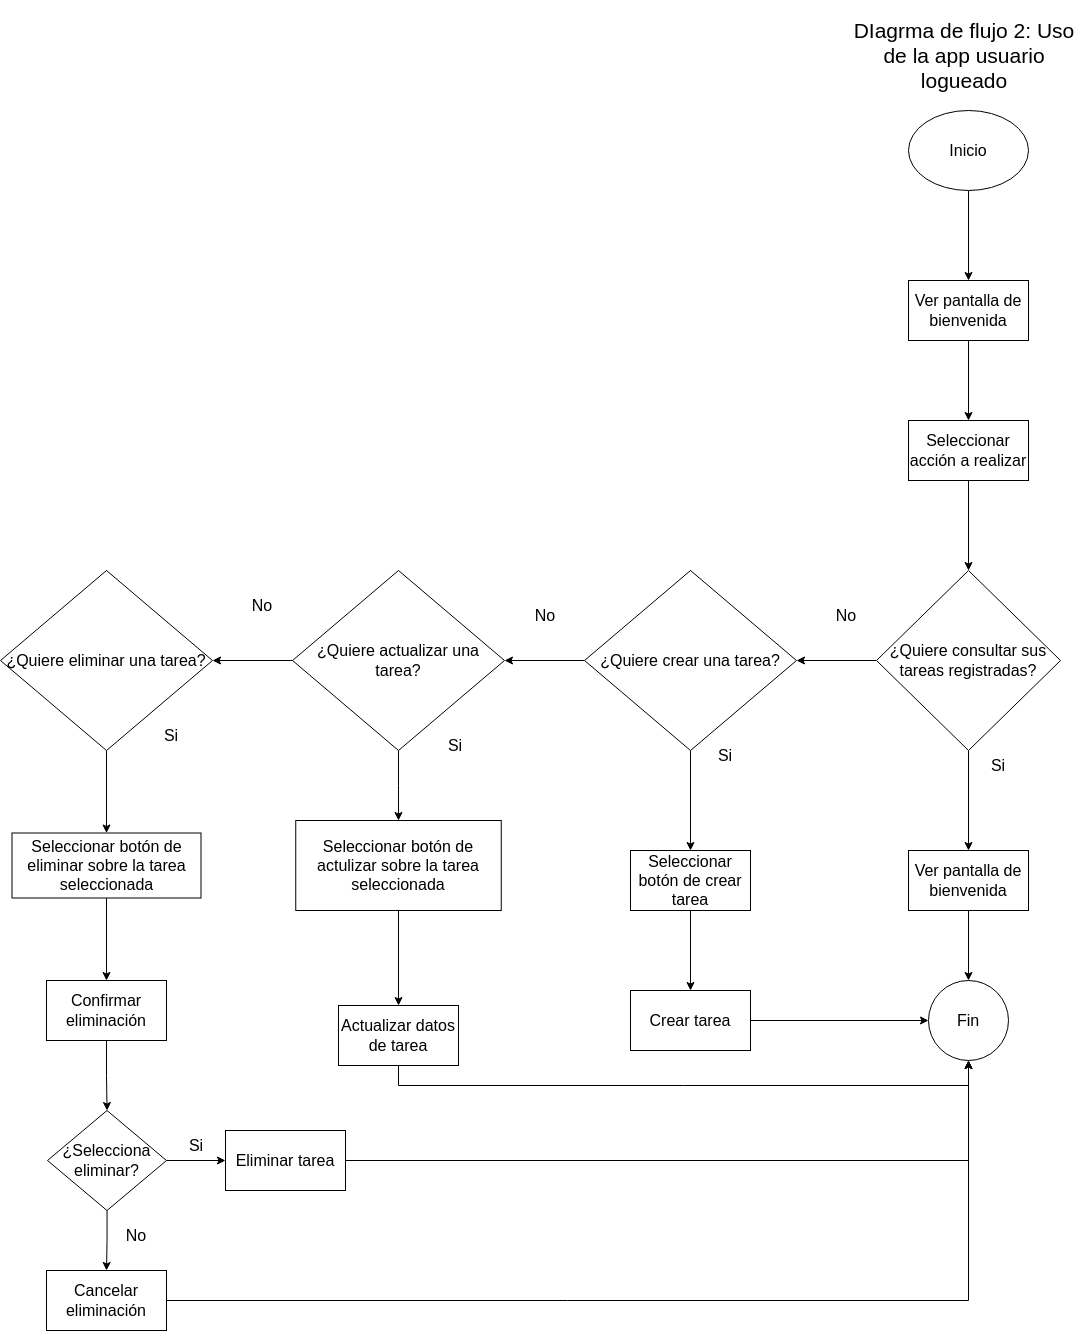 DIagrma de flujo 2: Uso
de la app usuario
logueado
Inicio
Ver pantalla de
bienvenida
Seleccionar
acción a realizar
¿Quiere consultar sus
tareas registradas?
No
¿Quiere crear una tarea?
No
¿Quiere actualizar una
tarea?
No
¿Quiere eliminar una tarea?
Si
Si
Si
Si
Seleccionar botón de
eliminar sobre la tarea
seleccionada
Seleccionar botón de
actulizar sobre la tarea
seleccionada
Seleccionar
botón de crear
tarea
Ver pantalla de
bienvenida
Confirmar
eliminación
Actualizar datos
de tarea
Crear tarea
Fin
¿Selecciona
eliminar?
Si
Eliminar tarea
No
Cancelar
eliminación